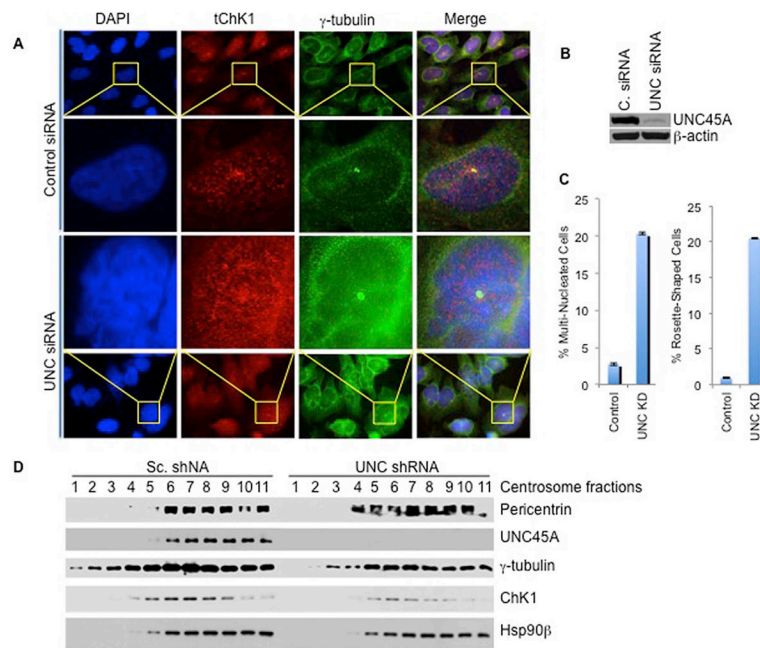 A
DAPI tChK1 γ-tubulin Merge
Control siRNA
UNC siRNA
B
C. siRNA
UNC siRNA
UNC45A
β-actin
C
% Multi-Nucleated Cells
25
20
15
10
5
0
Control
UNC KD
% Rosette-Shaped Cells
25
20
15
10
5
0
Control
UNC KD
D
Sc. shNA UNC shRNA
1 2 3 4 5 6 7 8 9 10 11 1 2 3 4 5 6 7 8 9 10 11 Centrosome fractions
Pericentrin
UNC45A
γ-tubulin
ChK1
Hsp90β